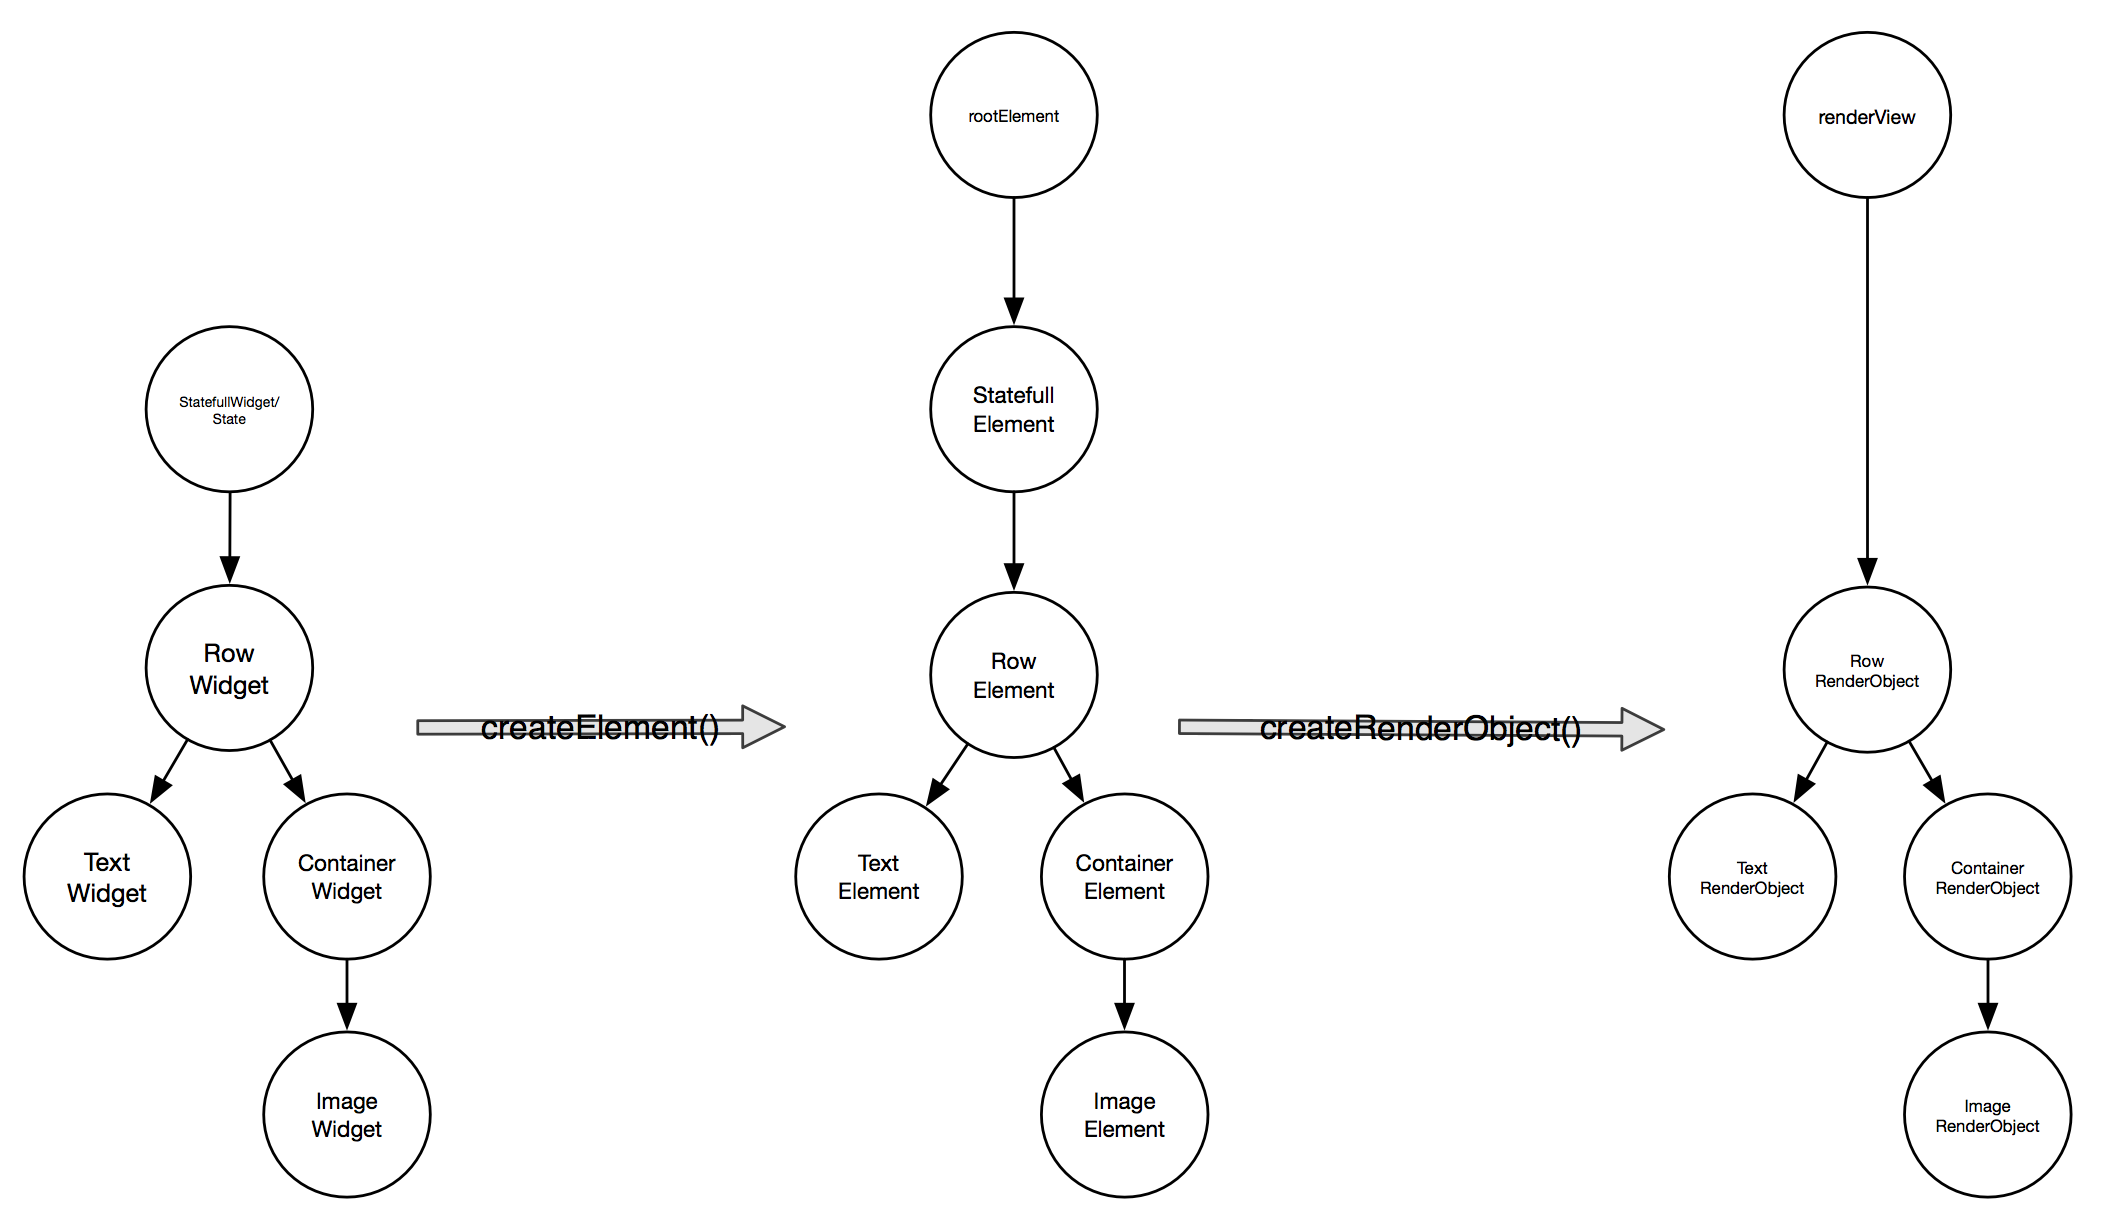 rootElement
renderView
StatefullWidget/
State
Statefull
Element
Row
Widget
Row
Element
Row
RenderObject
createElement()
createRenderObject()
Text
Widget
Container
Widget
Text
Element
Container
Element
Text
RenderObject
Container
RenderObject
Image
Widget
Image
Element
Image
RenderObject